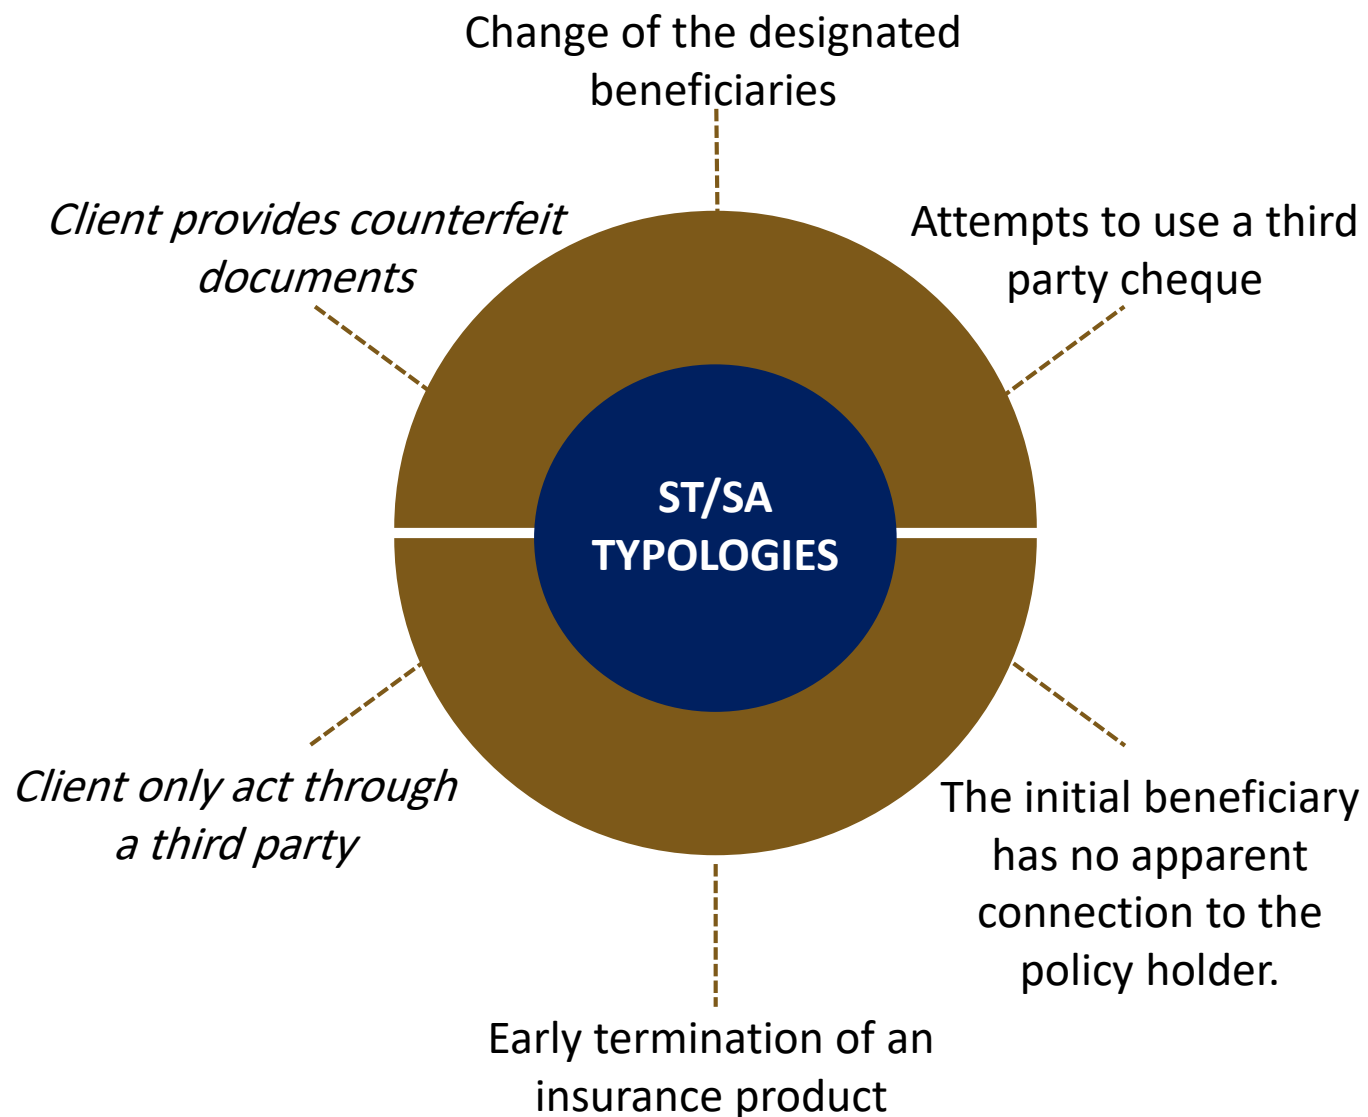 Change of the designated
beneficiaries
Client provides counterfeit
documents
Attempts to use a third
party cheque
ST/SA
TYPOLOGIES
Client only act through
a third party
The initial beneficiary
has no apparent
connection to the
policy holder.
Early termination of an
insurance product